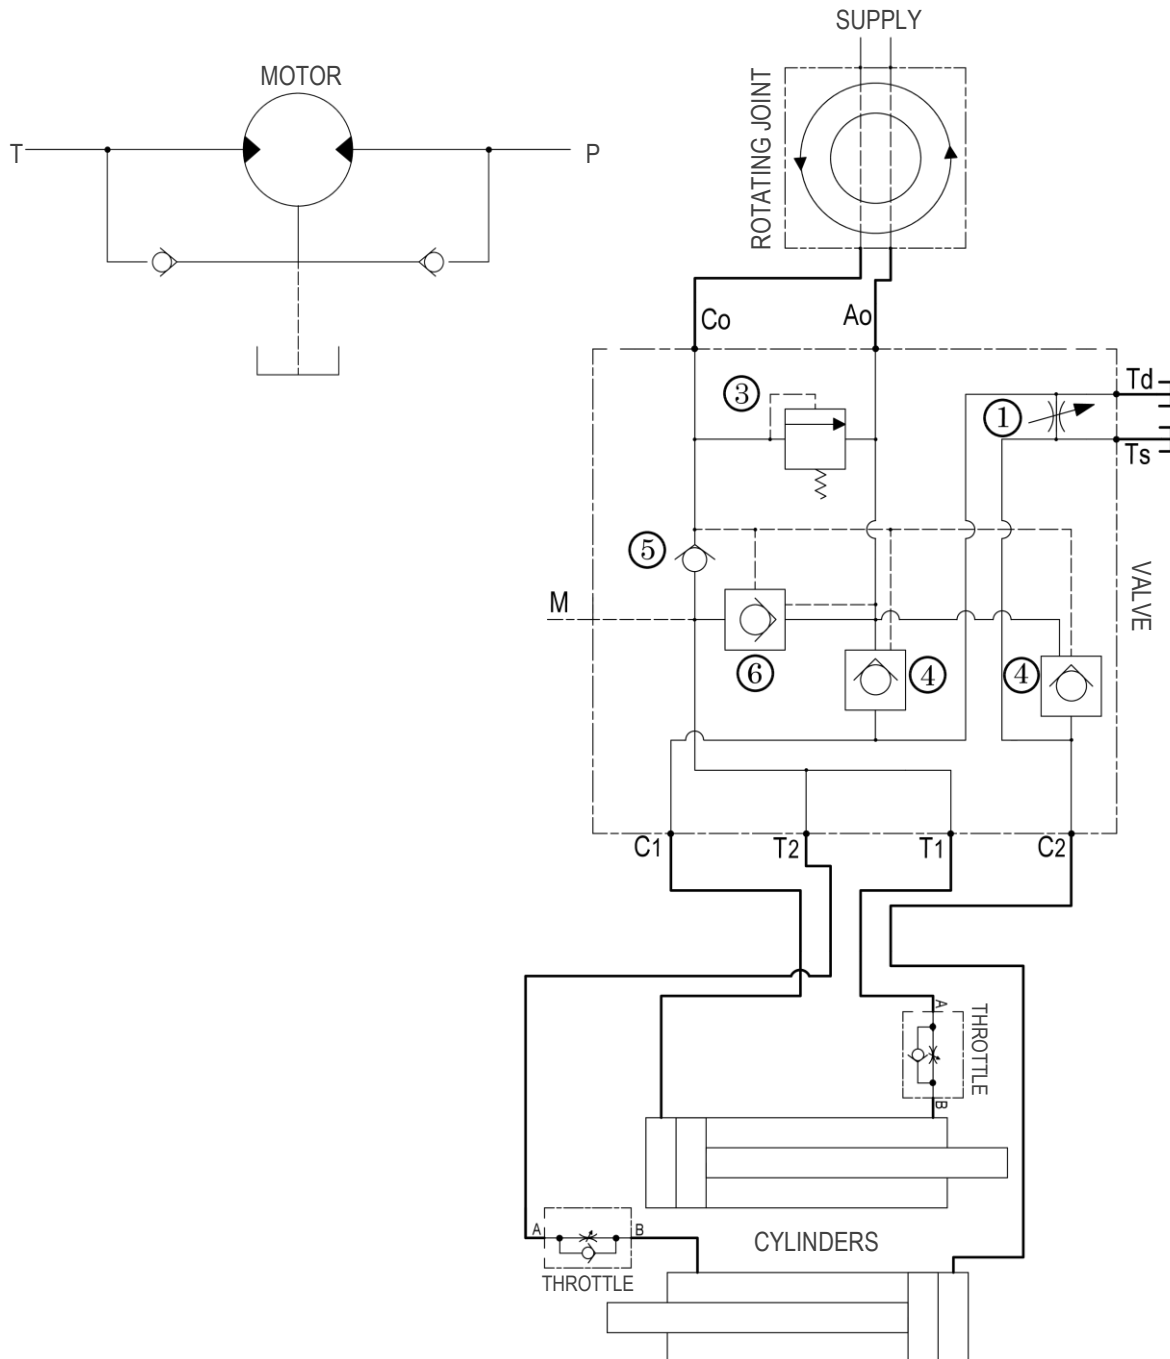 SUPPLY
MOTOR
ROTATING JOINT
T
P
Co
Ao
③
Td
①
Ts
⑤
VALVE
M
⑥
④
④
C1
T2
T1
C2
A
THROTTLE
B
A
B
CYLINDERS
THROTTLE